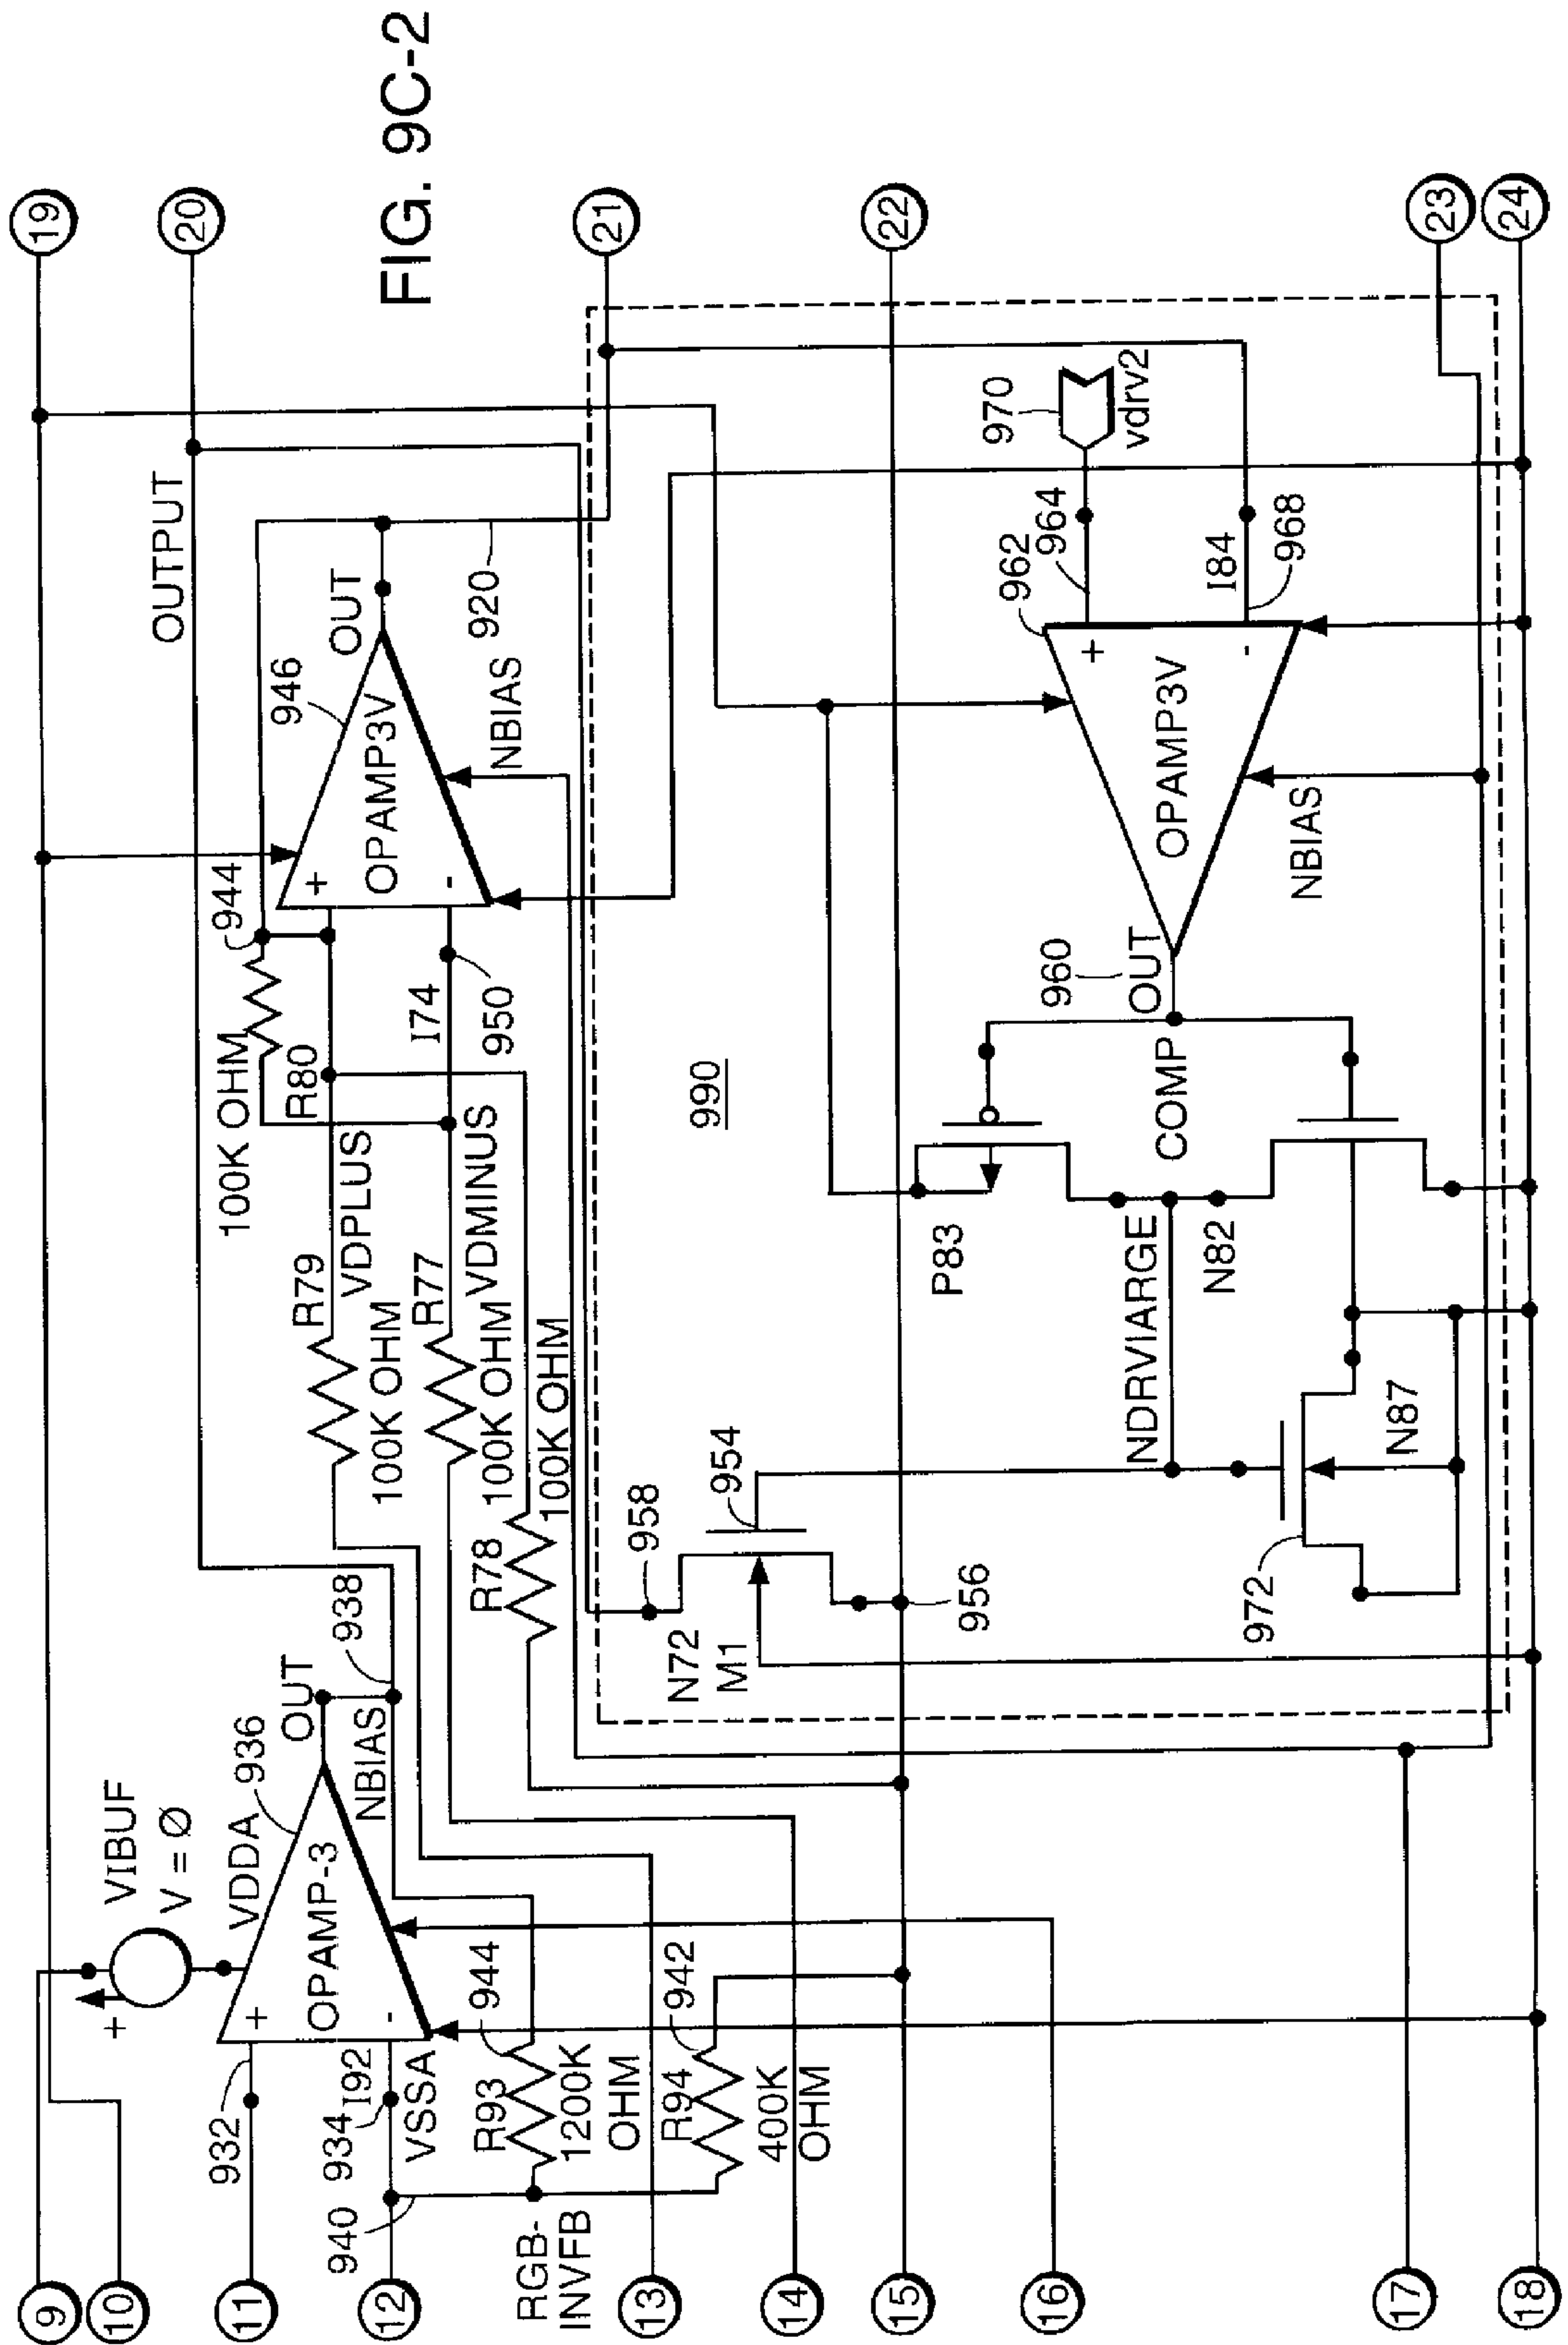 FIG. 9C-2
19
20
21
22
23
24
OUTPUT
946
OUT
OPAMP3V
+
-
NBIAS
920
944
100K OHM
R80
I74
950
R79
VDPLUS
100K OHM
R77
VDMINUS
100K OHM
R78
100K OHM
938
VIBUF
V = Ø
+
VDDA
936
OUT
OPAMP-3
+
-
NBIAS
932
934
I92
VSSA
940
R93
944
1200K
OHM
R94
942
400K
OHM
RGB-
INVFB
990
970
vdrv2
962
964
I84
968
+
-
OPAMP3V
NBIAS
960
OUT
COMP
P83
NDRVIARGE
N82
N87
972
958
954
N72
M1
956
9
10
11
12
13
14
15
16
17
18